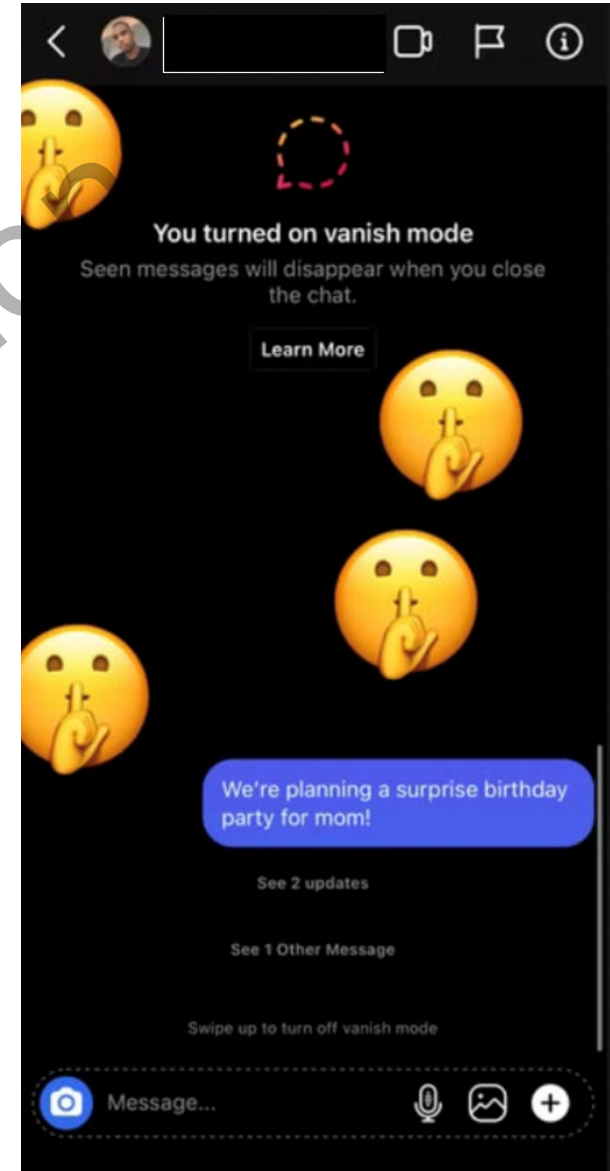 You turned on vanish mode
Seen messages will disappear when you close
the chat.
Learn More
We're planning a surprise birthday
party for mom!
See 2 updates
See 1 Other Message
Swipe up to turn off vanish mode
Message...